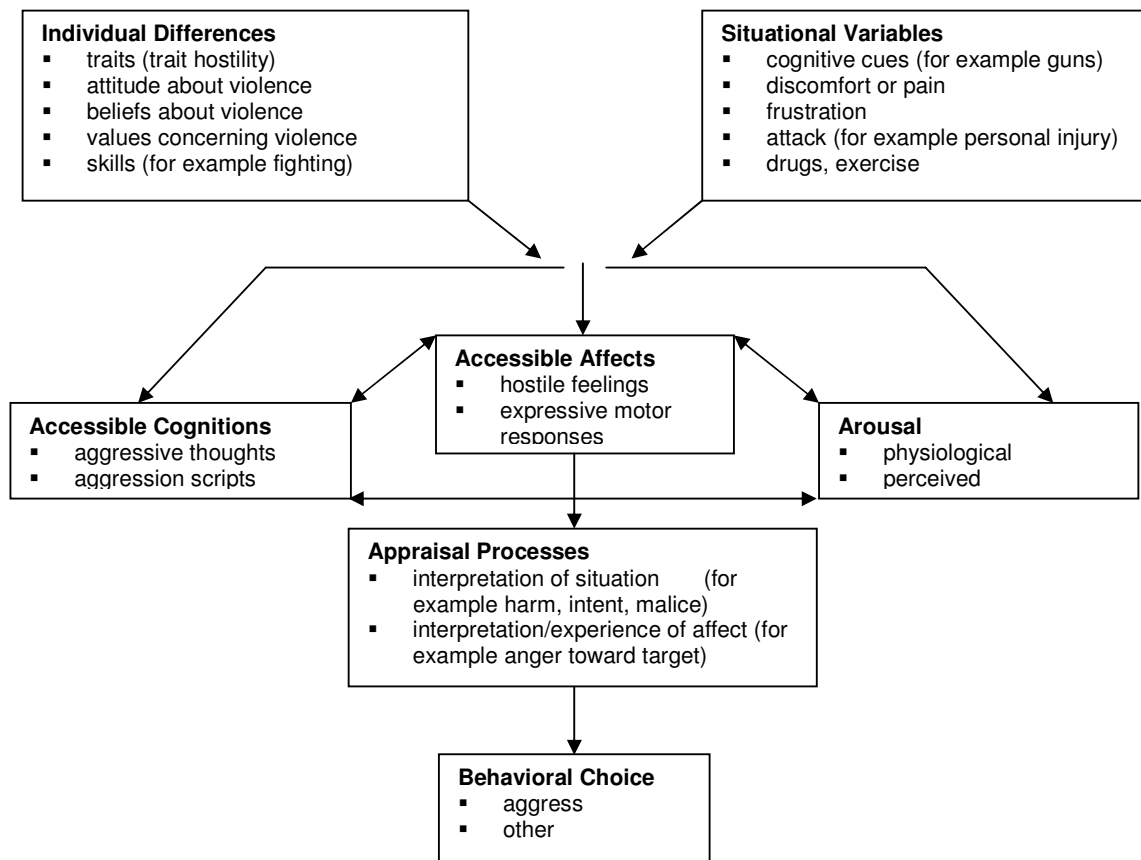 Individual Differences
▪ traits (trait hostility)
▪ attitude about violence
▪ beliefs about violence
▪ values concerning violence
▪ skills (for example fighting)
Situational Variables
▪ cognitive cues (for example guns)
▪ discomfort or pain
▪ frustration
▪ attack (for example personal injury)
▪ drugs, exercise
Accessible Affects
▪ hostile feelings
▪ expressive motor
responses
Accessible Cognitions
▪ aggressive thoughts
▪ aggression scripts
Arousal
▪ physiological
▪ perceived
Appraisal Processes
▪ interpretation of situation (for
example harm, intent, malice)
▪ interpretation/experience of affect (for
example anger toward target)
Behavioral Choice
▪ aggress
▪ other